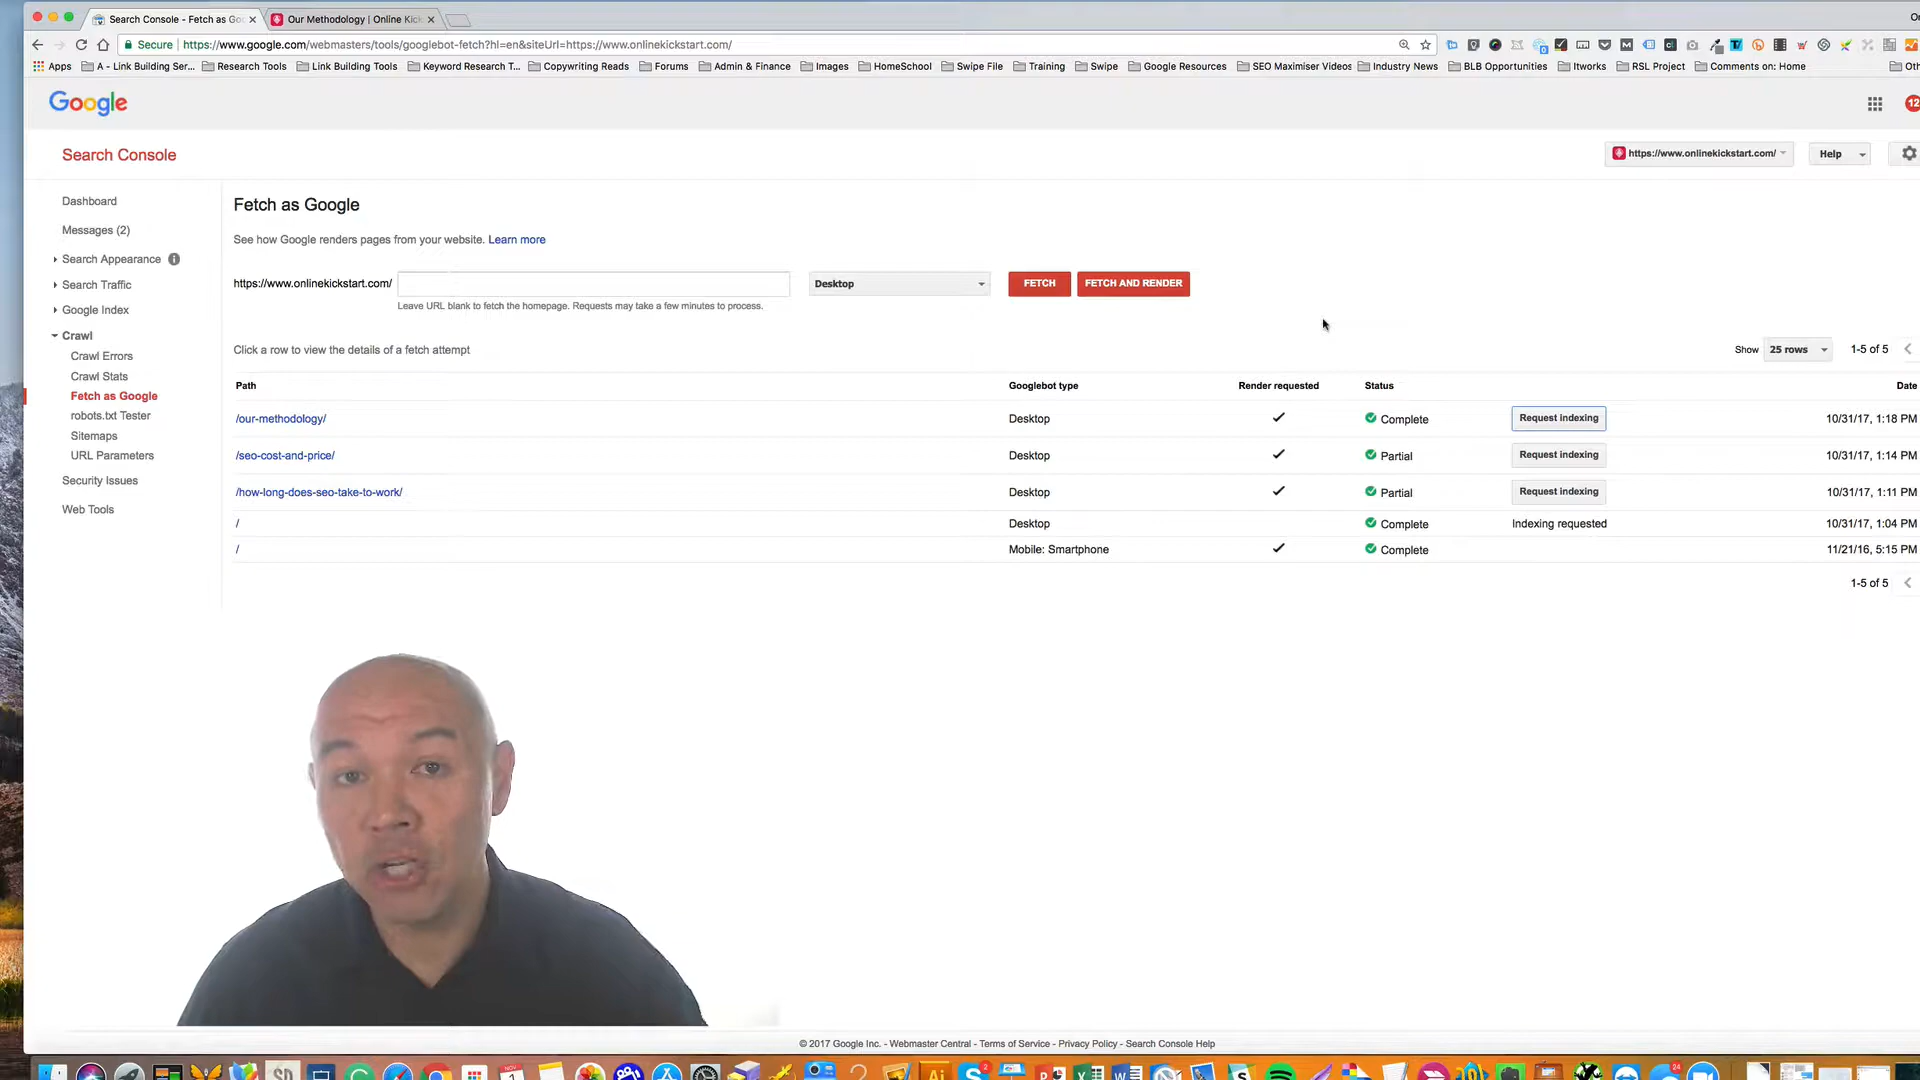 Search Console - Fetch as Go
Our Methodology | Online Kick
Secure
https://www.google.com/webmasters/tools/googlebot-fetch?hl=en&siteUrl=https://www.onlinekickstart.com/
Apps
A - Link Building Ser...
Research Tools
Link Building Tools
Keyword Research T...
Copywriting Reads
Forums
Admin & Finance
Images
HomeSchool
Swipe File
Training
Swipe
Google Resources
SEO Maximiser Videos
Industry News
BLB Opportunities
Itworks
RSL Project
Comments on: Home
Google
12
Search Console
https://www.onlinekickstart.com/
Help
Dashboard
Messages (2)
Search Appearance
Search Traffic
Google Index
Crawl
Crawl Errors
Crawl Stats
Fetch as Google
robots.txt Tester
Sitemaps
URL Parameters
Security Issues
Web Tools
Fetch as Google
See how Google renders pages from your website. Learn more
https://www.onlinekickstart.com/
Desktop
FETCH
FETCH AND RENDER
Leave URL blank to fetch the homepage. Requests may take a few minutes to process.
Click a row to view the details of a fetch attempt
Show 25 rows 1-5 of 5
Path Googlebot type Render requested Status Date
/our-methodology/ Desktop Complete Request indexing 10/31/17, 1:18 PM
/seo-cost-and-price/ Desktop Partial Request indexing 10/31/17, 1:14 PM
/how-long-does-seo-take-to-work/ Desktop Partial Request indexing 10/31/17, 1:11 PM
/ Desktop Complete Indexing requested 10/31/17, 1:04 PM
/ Mobile: Smartphone Complete 11/21/16, 5:15 PM
1-5 of 5
© 2017 Google Inc. - Webmaster Central - Terms of Service - Privacy Policy - Search Console Help